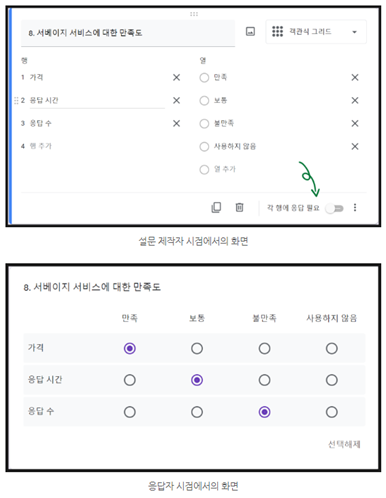 8. 서베이지 서비스에 대한 만족도
객관식 그리드
행
열
1 가격
만족
2 응답 시간
보통
3 응답 수
불만족
4 행 추가
사용하지 않음
열 추가
각 행에 응답 필요
설문 제작자 시점에서의 화면
8. 서베이지 서비스에 대한 만족도
만족 보통 불만족 사용하지 않음
가격
응답 시간
응답 수
선택해제
응답자 시점에서의 화면